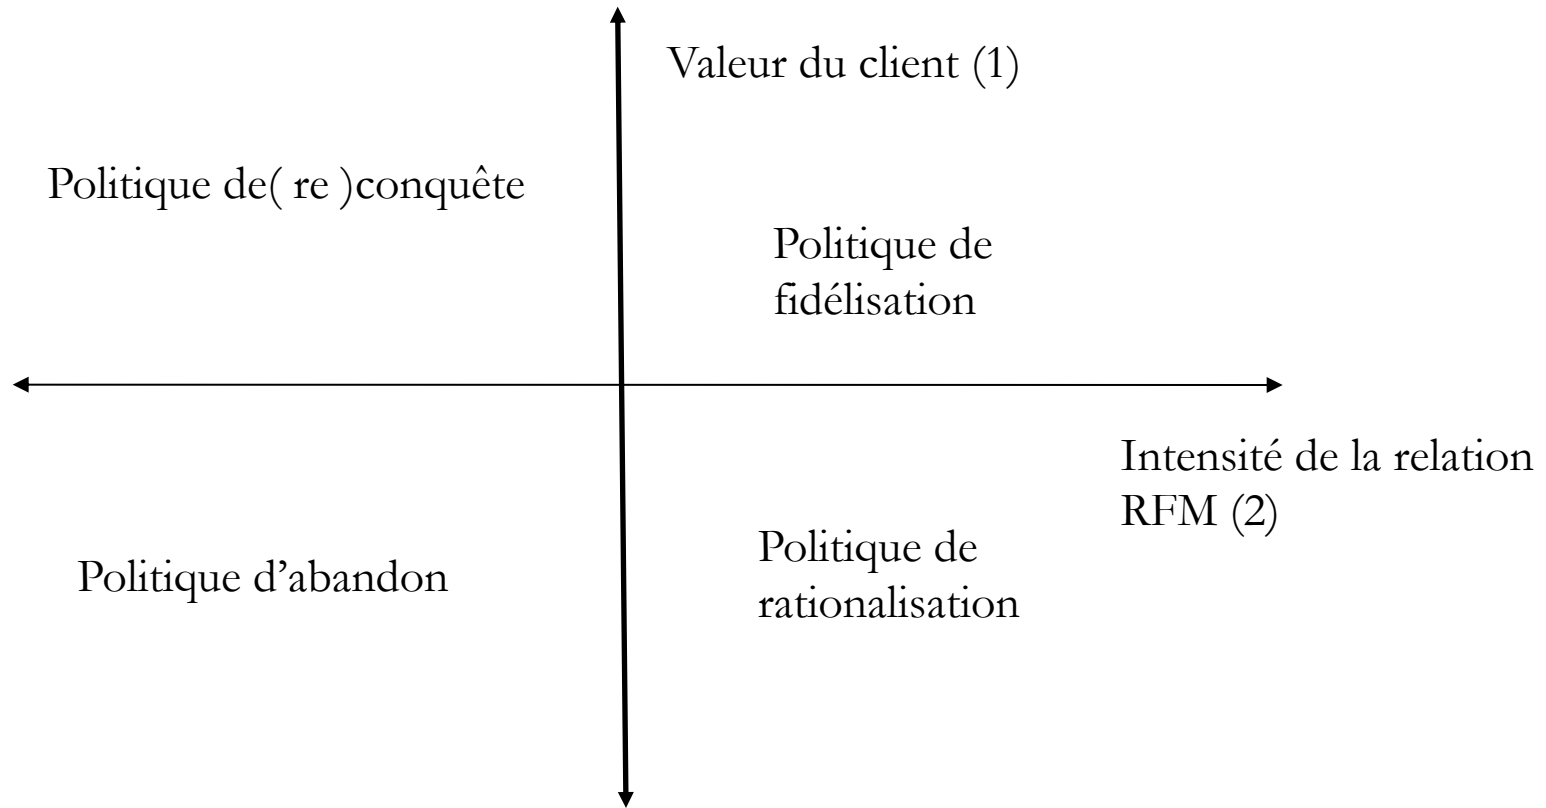 Valeur du client (1)
Politique de( re )conquête
Politique de
fidélisation
Intensité de la relation
RFM (2)
Politique d’abandon
Politique de
rationalisation